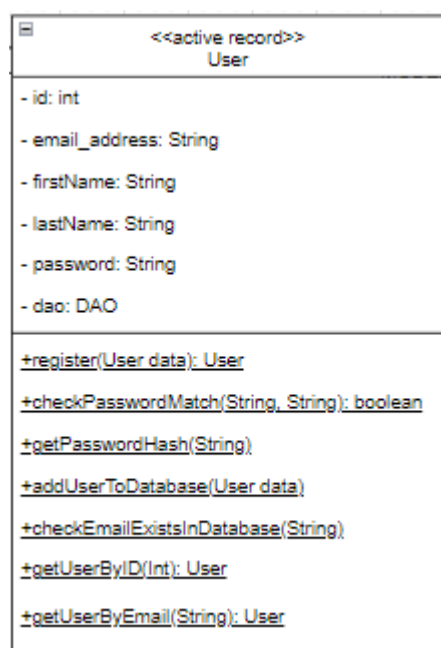 <<active record>>
User
- id: int
- email_address: String
- firstName: String
- lastName: String
- password: String
- dao: DAO
+register(User data): User
+checkPasswordMatch(String, String): boolean
+getPasswordHash(String)
+addUserToDatabase(User data)
+checkEmailExistsInDatabase(String)
+getUserByID(Int): User
+getUserByEmail(String): User